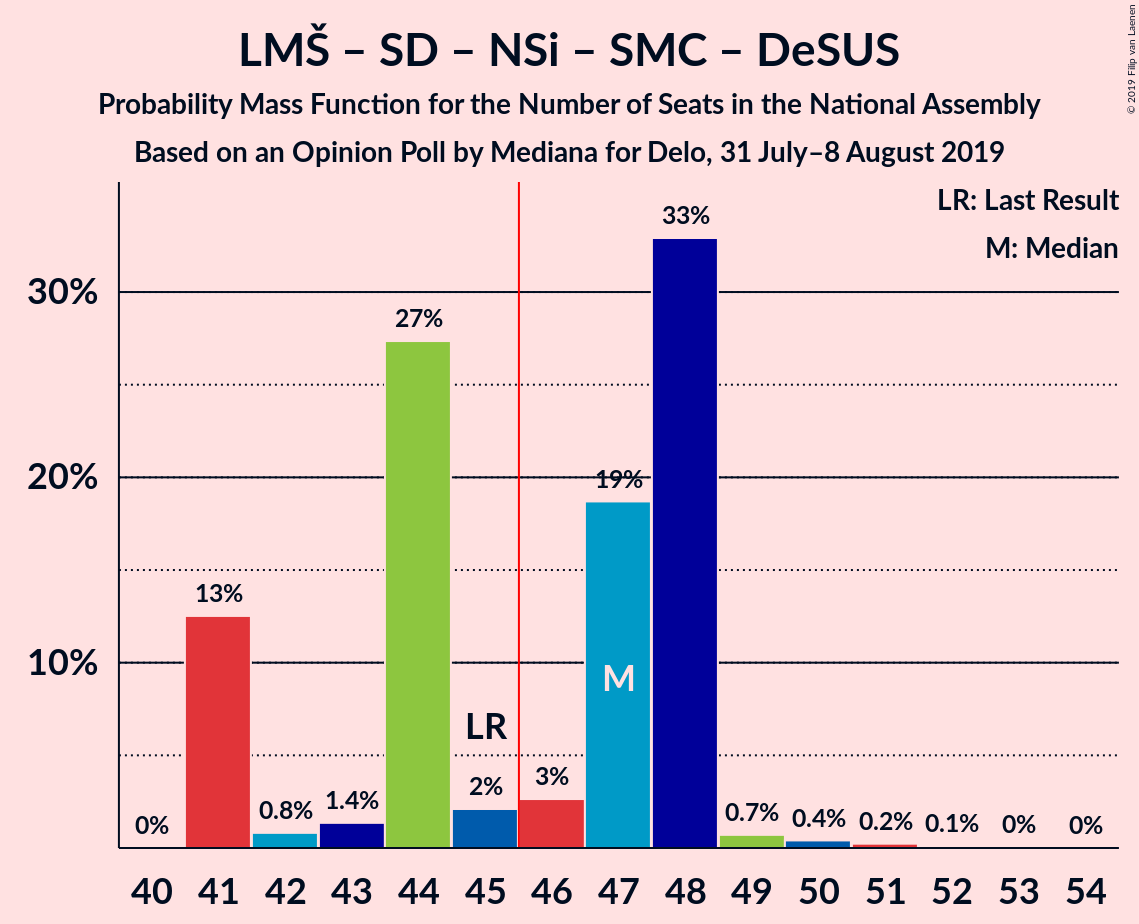 LMŠ – SD – NSi – SMC – DeSUS
Probability Mass Function for the Number of Seats in the National Assembly
Based on an Opinion Poll by Mediana for Delo, 31 July–8 August 2019
© 2019 Filip van Laenen
LR: Last Result
M: Median
33%
30%
27%
20%
19%
13%
10%
M
LR
3%
2%
1.4%
0.8%
0%
0.7%
0.4%
0.2%
0.1%
0%
0%
40 41 42 43 44 45 46 47 48 49 50 51 52 53 54